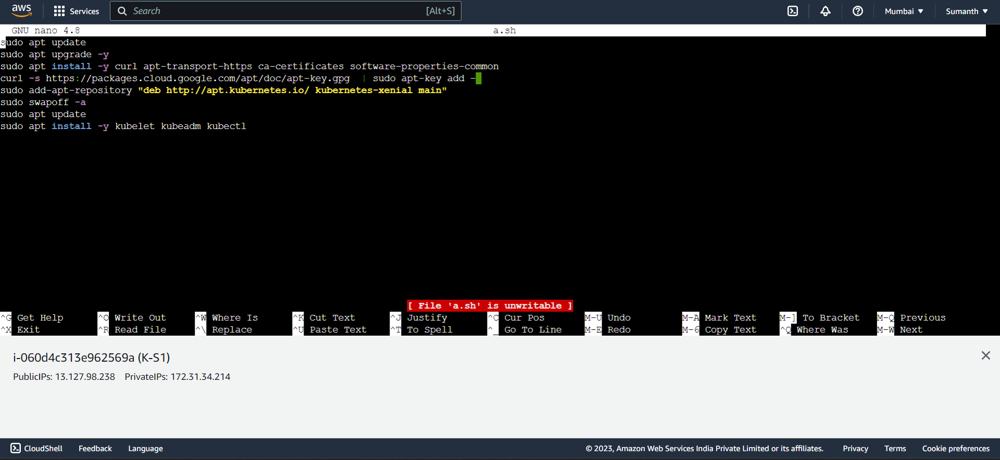 aws Services Search [Alt+S] Mumbai ▼ Sumanth ▼
GNU nano 4.8 a.sh
sudo apt update
sudo apt upgrade -y
sudo apt install -y curl apt-transport-https ca-certificates software-properties-common
curl -s https://packages.cloud.google.com/apt/doc/apt-key.gpg  | sudo apt-key add -
sudo add-apt-repository "deb http://apt.kubernetes.io/ kubernetes-xenial main"
sudo swapoff -a
sudo apt update
sudo apt install -y kubelet kubeadm kubectl
[ File 'a.sh' is unwritable ]
^G Get Help ^O Write Out ^W Where Is ^K Cut Text ^J Justify ^C Cur Pos M-U Undo M-A Mark Text M-] To Bracket M-Q Previous
^X Exit ^R Read File ^\ Replace ^U Paste Text ^T To Spell ^_ Go To Line M-E Redo M-6 Copy Text ^Q Where Was M-W Next
i-060d4c313e962569a (K-S1)
PublicIPs: 13.127.98.238 PrivateIPs: 172.31.34.214
CloudShell Feedback Language © 2023, Amazon Web Services India Private Limited or its affiliates. Privacy Terms Cookie preferences